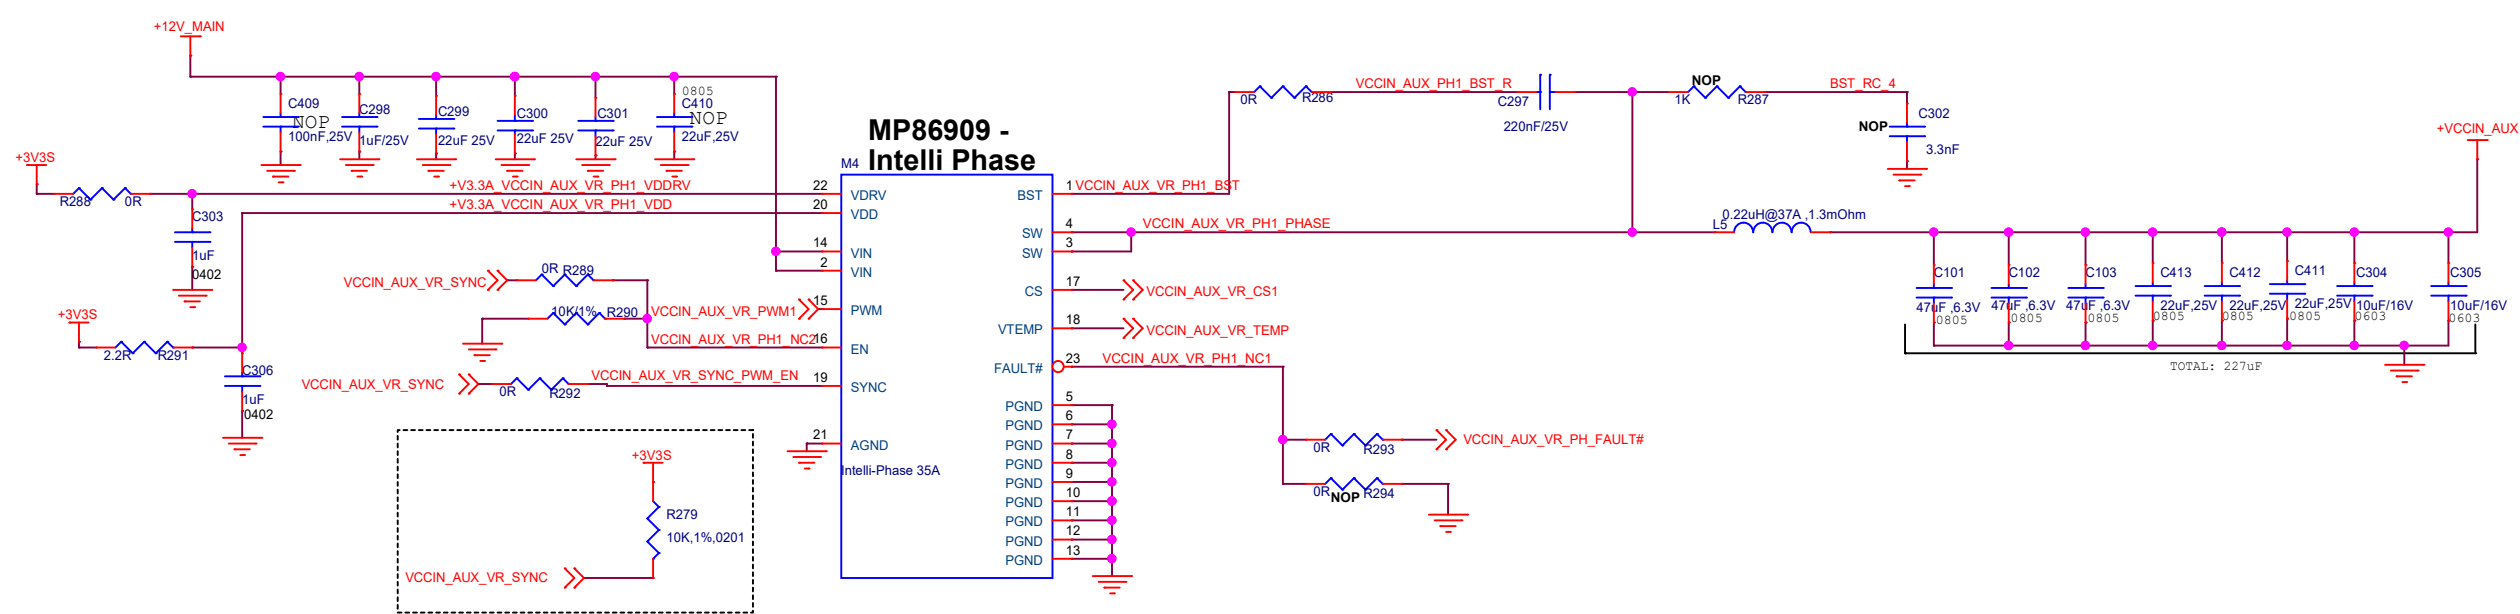 +12V_MAIN
C409
NOP
100nF,25V
C298
1uF/25V
C299
22uF 25V
C300
22uF 25V
C301
22uF 25V
0805
C410
NOP
22uF,25V
MP86909 -
Intelli Phase
M4
+3V3S
R288
0R
+V3.3A_VCCIN_AUX_VR_PH1_VDDRV
+V3.3A_VCCIN_AUX_VR_PH1_VDD
C303
1uF
0402
+3V3S
2.2R
R291
C306
1uF
0402
VCCIN_AUX_VR_SYNC
0R
R289
10K/1%
R290
VCCIN_AUX_VR_PWM1
VCCIN_AUX_VR_PH1_NC2
VCCIN_AUX_VR_SYNC
0R
R292
VCCIN_AUX_VR_SYNC_PWM_EN
22
VDRV
20
VDD
14
VIN
2
VIN
15
PWM
16
EN
19
SYNC
21
AGND
Intelli-Phase 35A
BST
1
SW
4
SW
3
CS
17
VTEMP
18
FAULT#
23
PGND
5
PGND
6
PGND
7
PGND
8
PGND
9
PGND
10
PGND
11
PGND
12
PGND
13
VCCIN_AUX_VR_PH1_BST
0R
R286
VCCIN_AUX_PH1_BST_R
C297
220nF/25V
NOP
1K
R287
BST_RC_4
NOP
C302
3.3nF
+VCCIN_AUX
VCCIN_AUX_VR_PH1_PHASE
L5
0.22uH@37A ,1.3mOhm
VCCIN_AUX_VR_CS1
VCCIN_AUX_VR_TEMP
VCCIN_AUX_VR_PH1_NC1
0R
R293
VCCIN_AUX_VR_PH_FAULT#
0R
NOP
R294
C101
47uF,6.3V
0805
C102
47uF,6.3V
0805
C103
47uF,6.3V
0805
C413
22uF,25V
0805
C412
22uF,25V
0805
C411
22uF,25V
0805
C304
10uF/16V
0603
C305
10uF/16V
0603
TOTAL: 227uF
+3V3S
R279
10K,1%,0201
VCCIN_AUX_VR_SYNC